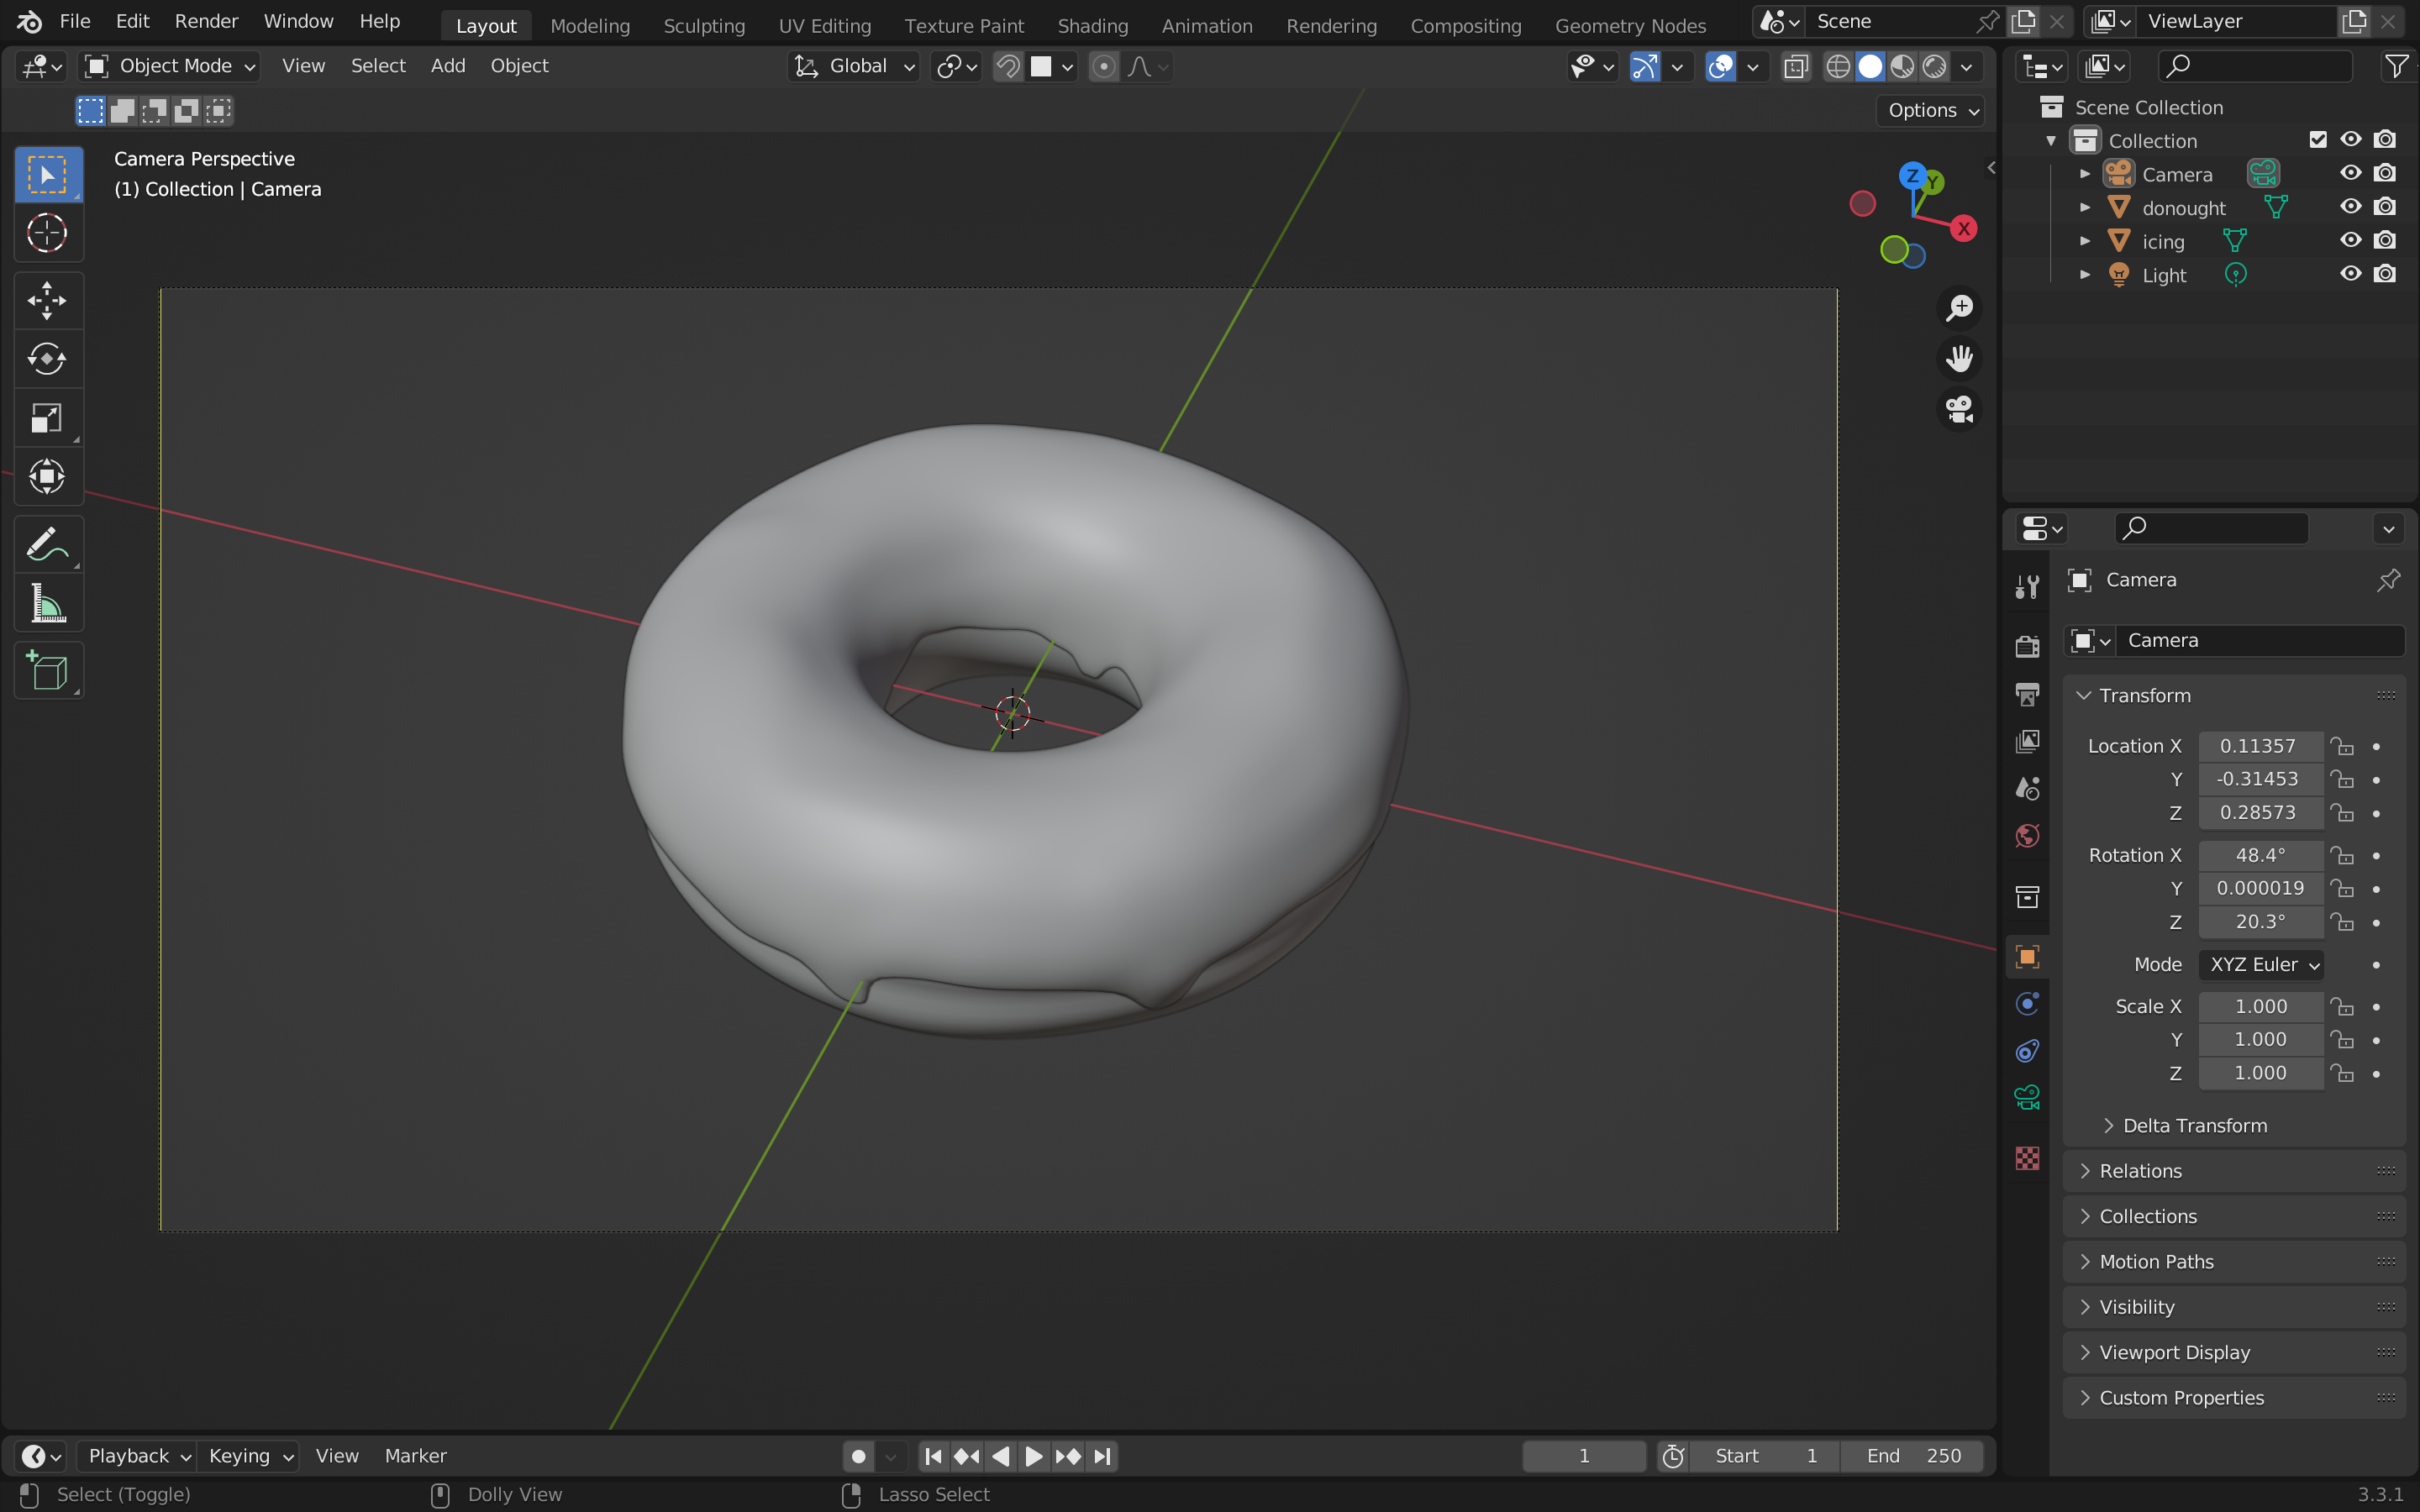 File Edit Render Window Help Layout Modeling Sculpting UV Editing Texture Paint Shading Animation Rendering Compositing Geometry Nodes Scene ViewLayer
Object Mode View Select Add Object Global
Options
Camera Perspective
(1) Collection | Camera
Z Y
X
Scene Collection
Collection
Camera
donought
icing
Light
Camera
Camera
Transform
Location X 0.11357
Y -0.31453
Z 0.28573
Rotation X 48.4°
Y 0.000019
Z 20.3°
Mode XYZ Euler
Scale X 1.000
Y 1.000
Z 1.000
Delta Transform
Relations
Collections
Motion Paths
Visibility
Viewport Display
Custom Properties
Playback Keying View Marker 1 Start 1 End 250
Select (Toggle) Dolly View Lasso Select 3.3.1